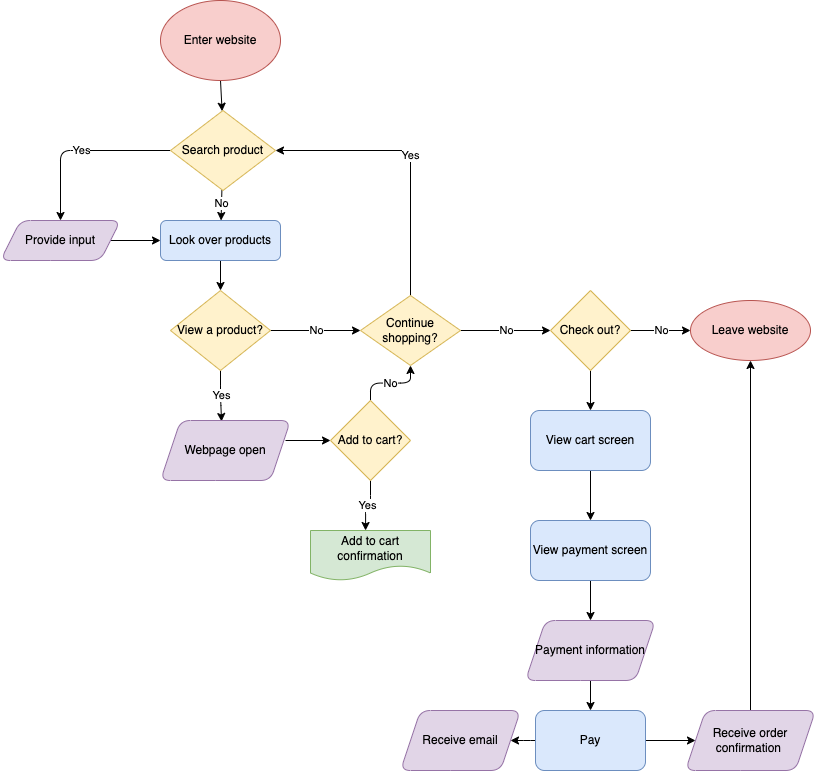 Enter website
Search product
Yes
Yes
No
Provide input
Look over products
View a product?
No
Continue
shopping?
No
Check out?
No
Leave website
Yes
No
Webpage open
Add to cart?
View cart screen
Yes
Add to cart
confirmation
View payment screen
Payment information
Receive email
Pay
Receive order
confirmation